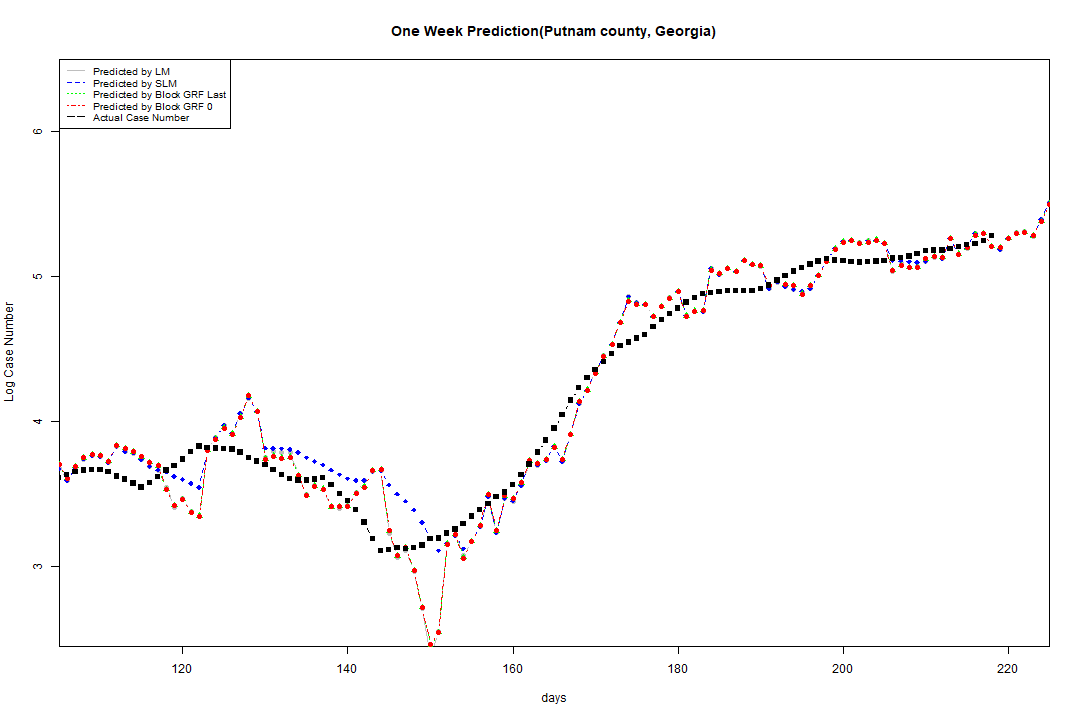 One Week Prediction(Putnam county, Georgia)
Predicted by LM
Predicted by SLM
Predicted by Block GRF Last
Predicted by Block GRF 0
Actual Case Number
6
5
4
3
Log Case Number
120 140 160 180 200 220
days